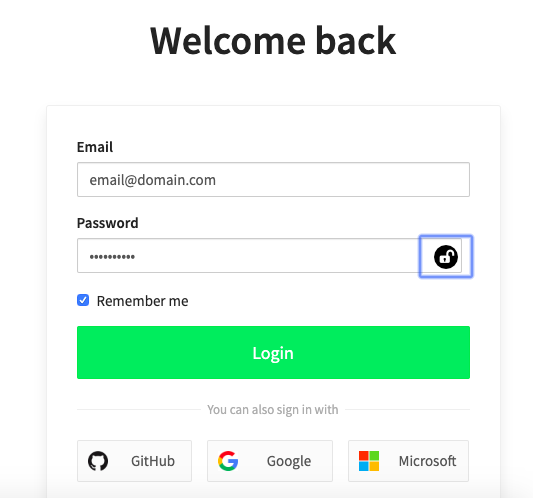 Welcome back
Email
email@domain.com
Password
••••••••••
Remember me
Login
You can also sign in with
GitHub
Google
Microsoft